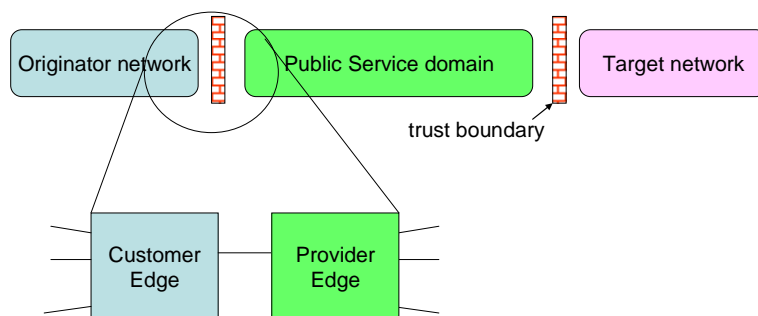 Originator network
Public Service domain
Target network
trust boundary
Customer
Edge
Provider
Edge